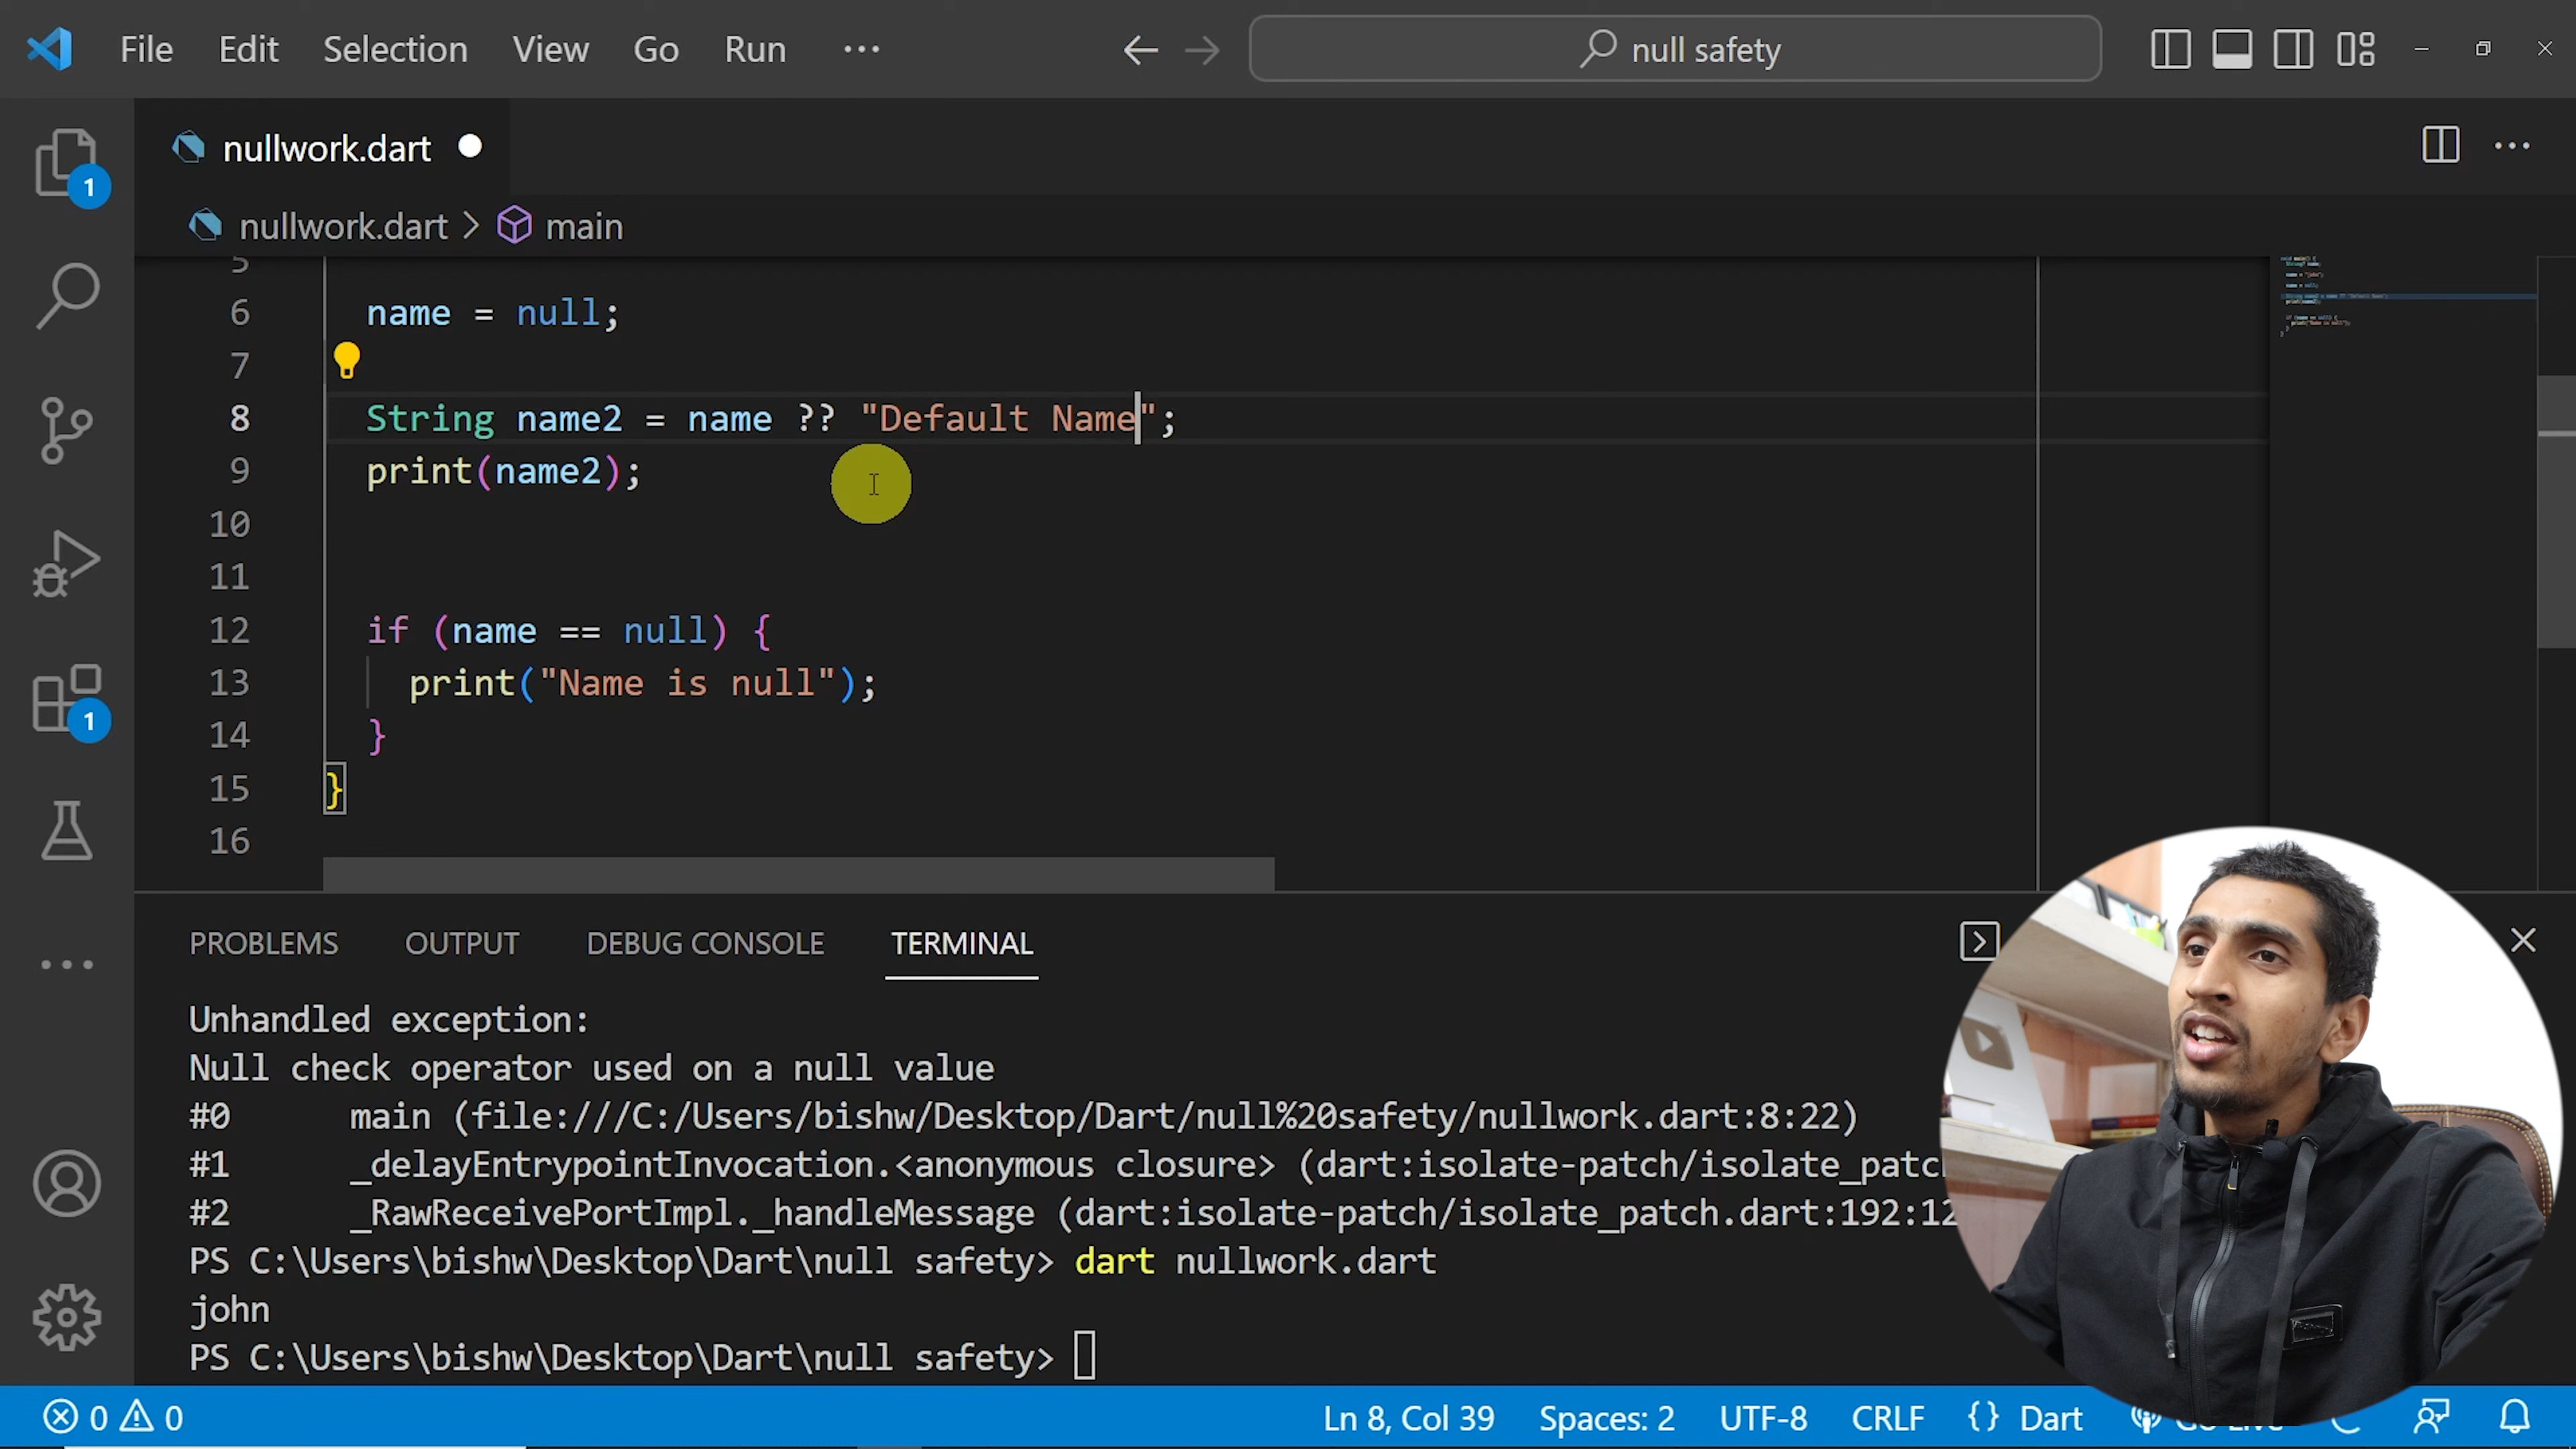 File Edit Selection View Go Run ...
null safety
nullwork.dart
nullwork.dart > main
5
6 name = null;
7
8 String name2 = name ?? "Default Name";
9 print(name2);
10
11
12 if (name == null) {
13 print("Name is null");
14 }
15 }
16
1
1
PROBLEMS OUTPUT DEBUG CONSOLE TERMINAL
Unhandled exception:
Null check operator used on a null value
#0 main (file:///C:/Users/bishw/Desktop/Dart/null%20safety/nullwork.dart:8:22)
#1 _delayEntrypointInvocation.<anonymous closure> (dart:isolate-patch/isolate_patc
#2 _RawReceivePortImpl._handleMessage (dart:isolate-patch/isolate_patch.dart:192:12
PS C:\Users\bishw\Desktop\Dart\null safety> dart nullwork.dart
john
PS C:\Users\bishw\Desktop\Dart\null safety>
0 0 Ln 8, Col 39 Spaces: 2 UTF-8 CRLF {} Dart